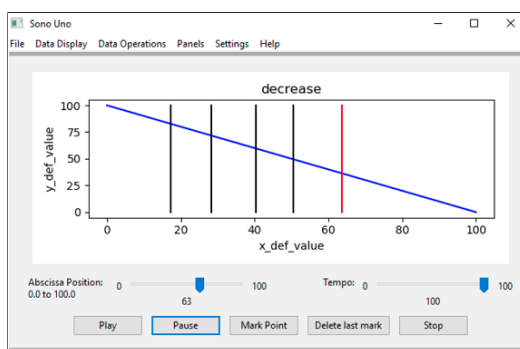 Sono Uno
File Data Display Data Operations Panels Settings Help
decrease
100
75
50
25
0
y_def_value
0 20 40 60 80 100
x_def_value
Abscissa Position: 0 100 Tempo: 0 100
0.0 to 100.0
63 100
Play Pause Mark Point Delete last mark Stop